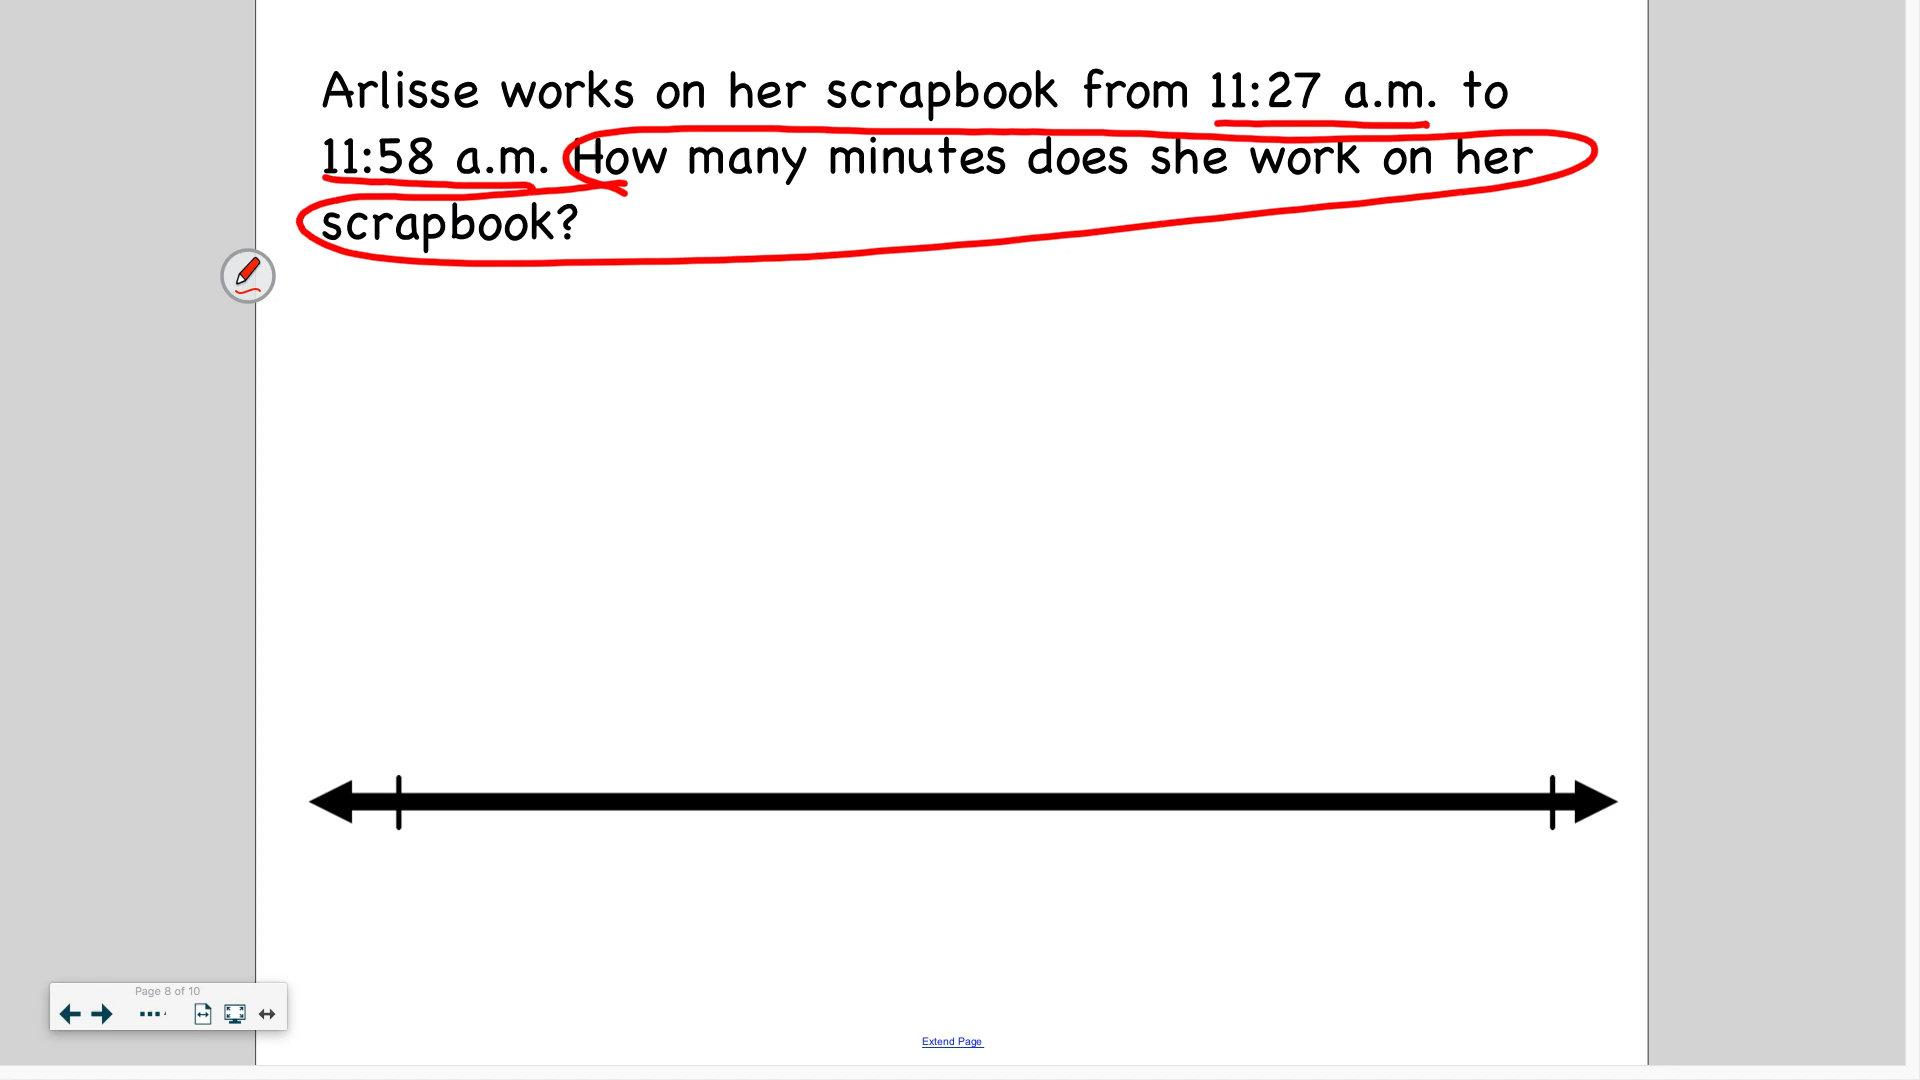 Arlisse works on her scrapbook from 11:27 a.m. to
11:58 a.m. How many minutes does she work on her
scrapbook?
Page 8 of 10
Extend Page